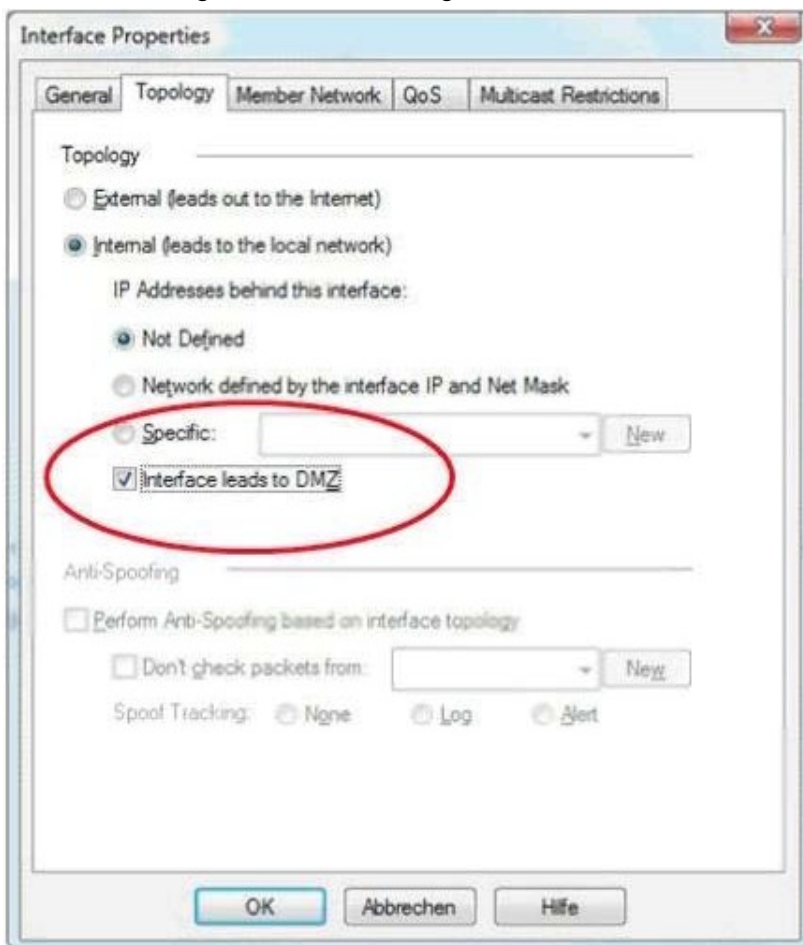 Interface Properties
General Topology Member Network QoS Multicast Restrictions
Topology
External (leads out to the Internet)
Internal (leads to the local network)
IP Addresses behind this interface:
Not Defined
Network defined by the interface IP and Net Mask
Specific: New
Interface leads to DMZ
Anti-Spoofing
Perform Anti-Spoofing based on interface topology
Don't check packets from: New
Spoof Tracking: None Log Alert
OK Abbrechen Hilfe